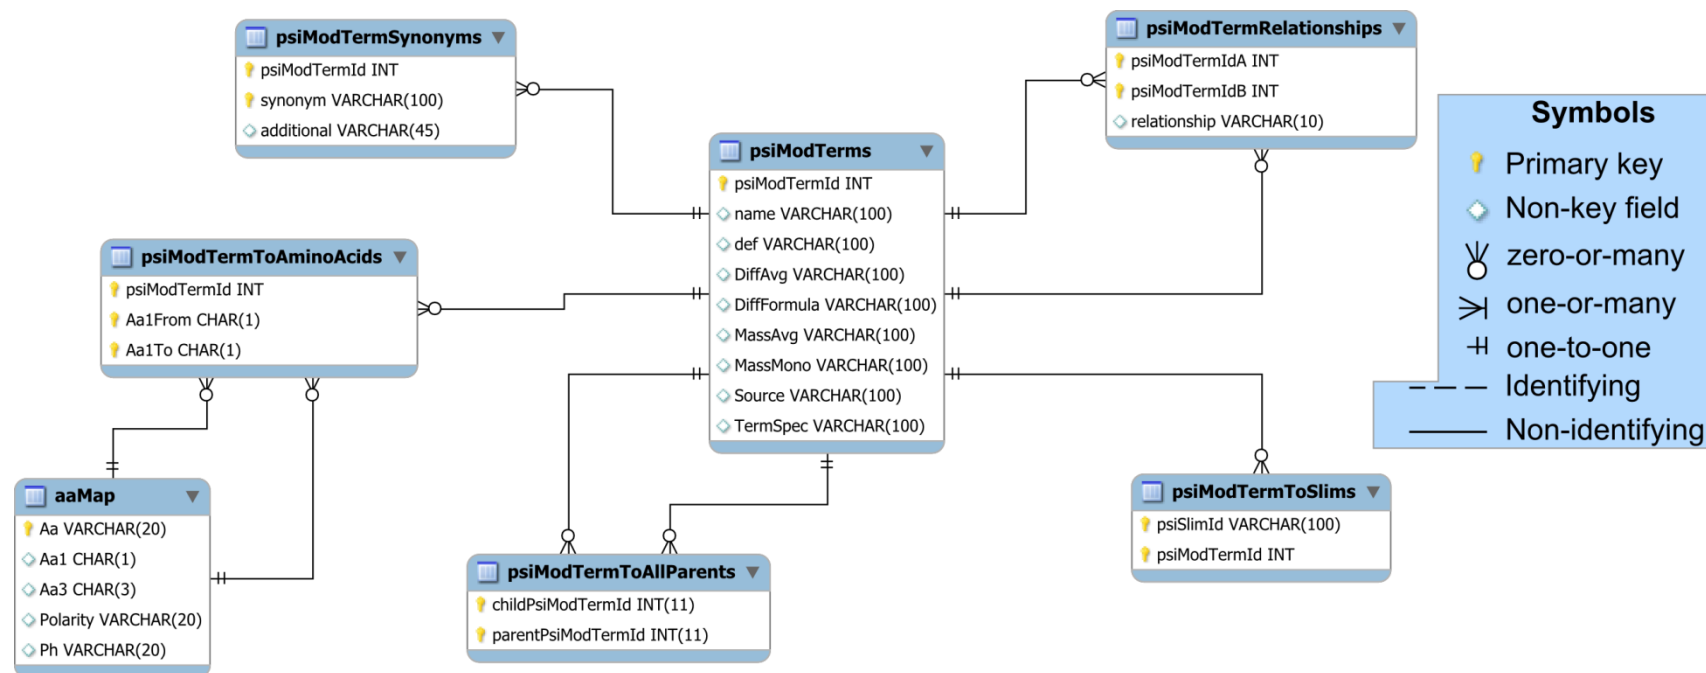 psiModTermSynonyms
psiModTermId INT
synonym VARCHAR(100)
additional VARCHAR(45)
psiModTermRelationships
psiModTermIdA INT
psiModTermIdB INT
relationship VARCHAR(10)
Symbols
Primary key
Non-key field
zero-or-many
one-or-many
one-to-one
Identifying
Non-identifying
psiModTerms
psiModTermId INT
name VARCHAR(100)
def VARCHAR(100)
DiffAvg VARCHAR(100)
DiffFormula VARCHAR(100)
MassAvg VARCHAR(100)
MassMono VARCHAR(100)
Source VARCHAR(100)
TermSpec VARCHAR(100)
psiModTermToAminoAcids
psiModTermId INT
Aa1From CHAR(1)
Aa1To CHAR(1)
aaMap
Aa VARCHAR(20)
Aa1 CHAR(1)
Aa3 CHAR(3)
Polarity VARCHAR(20)
Ph VARCHAR(20)
psiModTermToAllParents
childPsiModTermId INT(11)
parentPsiModTermId INT(11)
psiModTermToSlims
psiSlimId VARCHAR(100)
psiModTermId INT